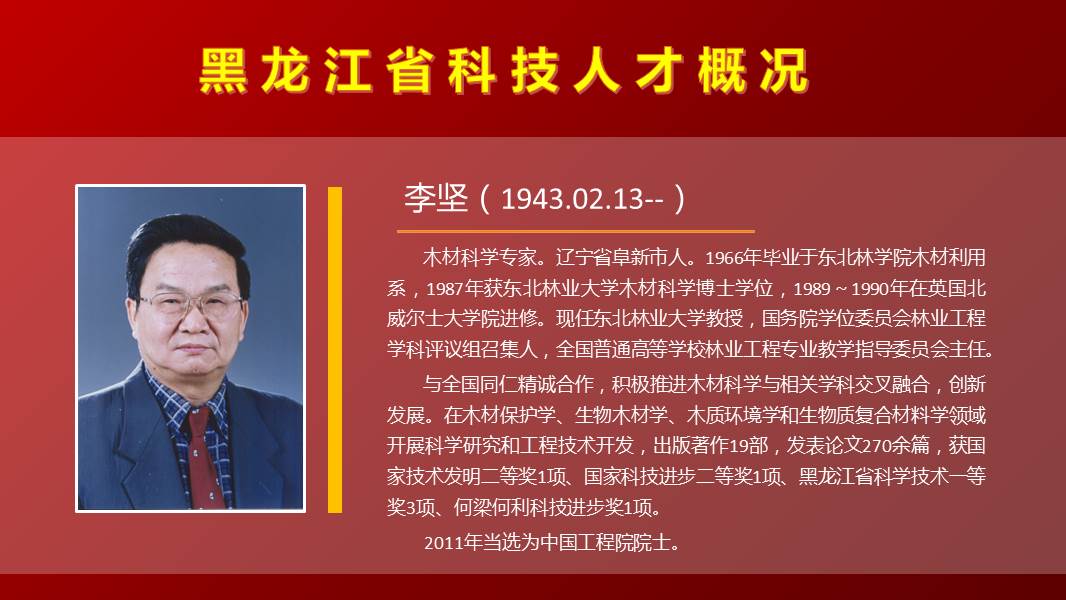 黑龙江省科技人才概况
李坚（1943.02.13--）
木材科学专家。辽宁省阜新市人。1966年毕业于东北林学院木材利用
系，1987年获东北林业大学木材科学博士学位，1989～1990年在英国北
威尔士大学院进修。现任东北林业大学教授，国务院学位委员会林业工程
学科评议组召集人，全国普通高等学校林业工程专业教学指导委员会主任。
与全国同仁精诚合作，积极推进木材科学与相关学科交叉融合，创新
发展。在木材保护学、生物木材学、木质环境学和生物质复合材料学领域
开展科学研究和工程技术开发，出版著作19部，发表论文270余篇，获国
家技术发明二等奖1项、国家科技进步二等奖1项、黑龙江省科学技术一等
奖3项、何梁何利科技进步奖1项。
2011年当选为中国工程院院士。